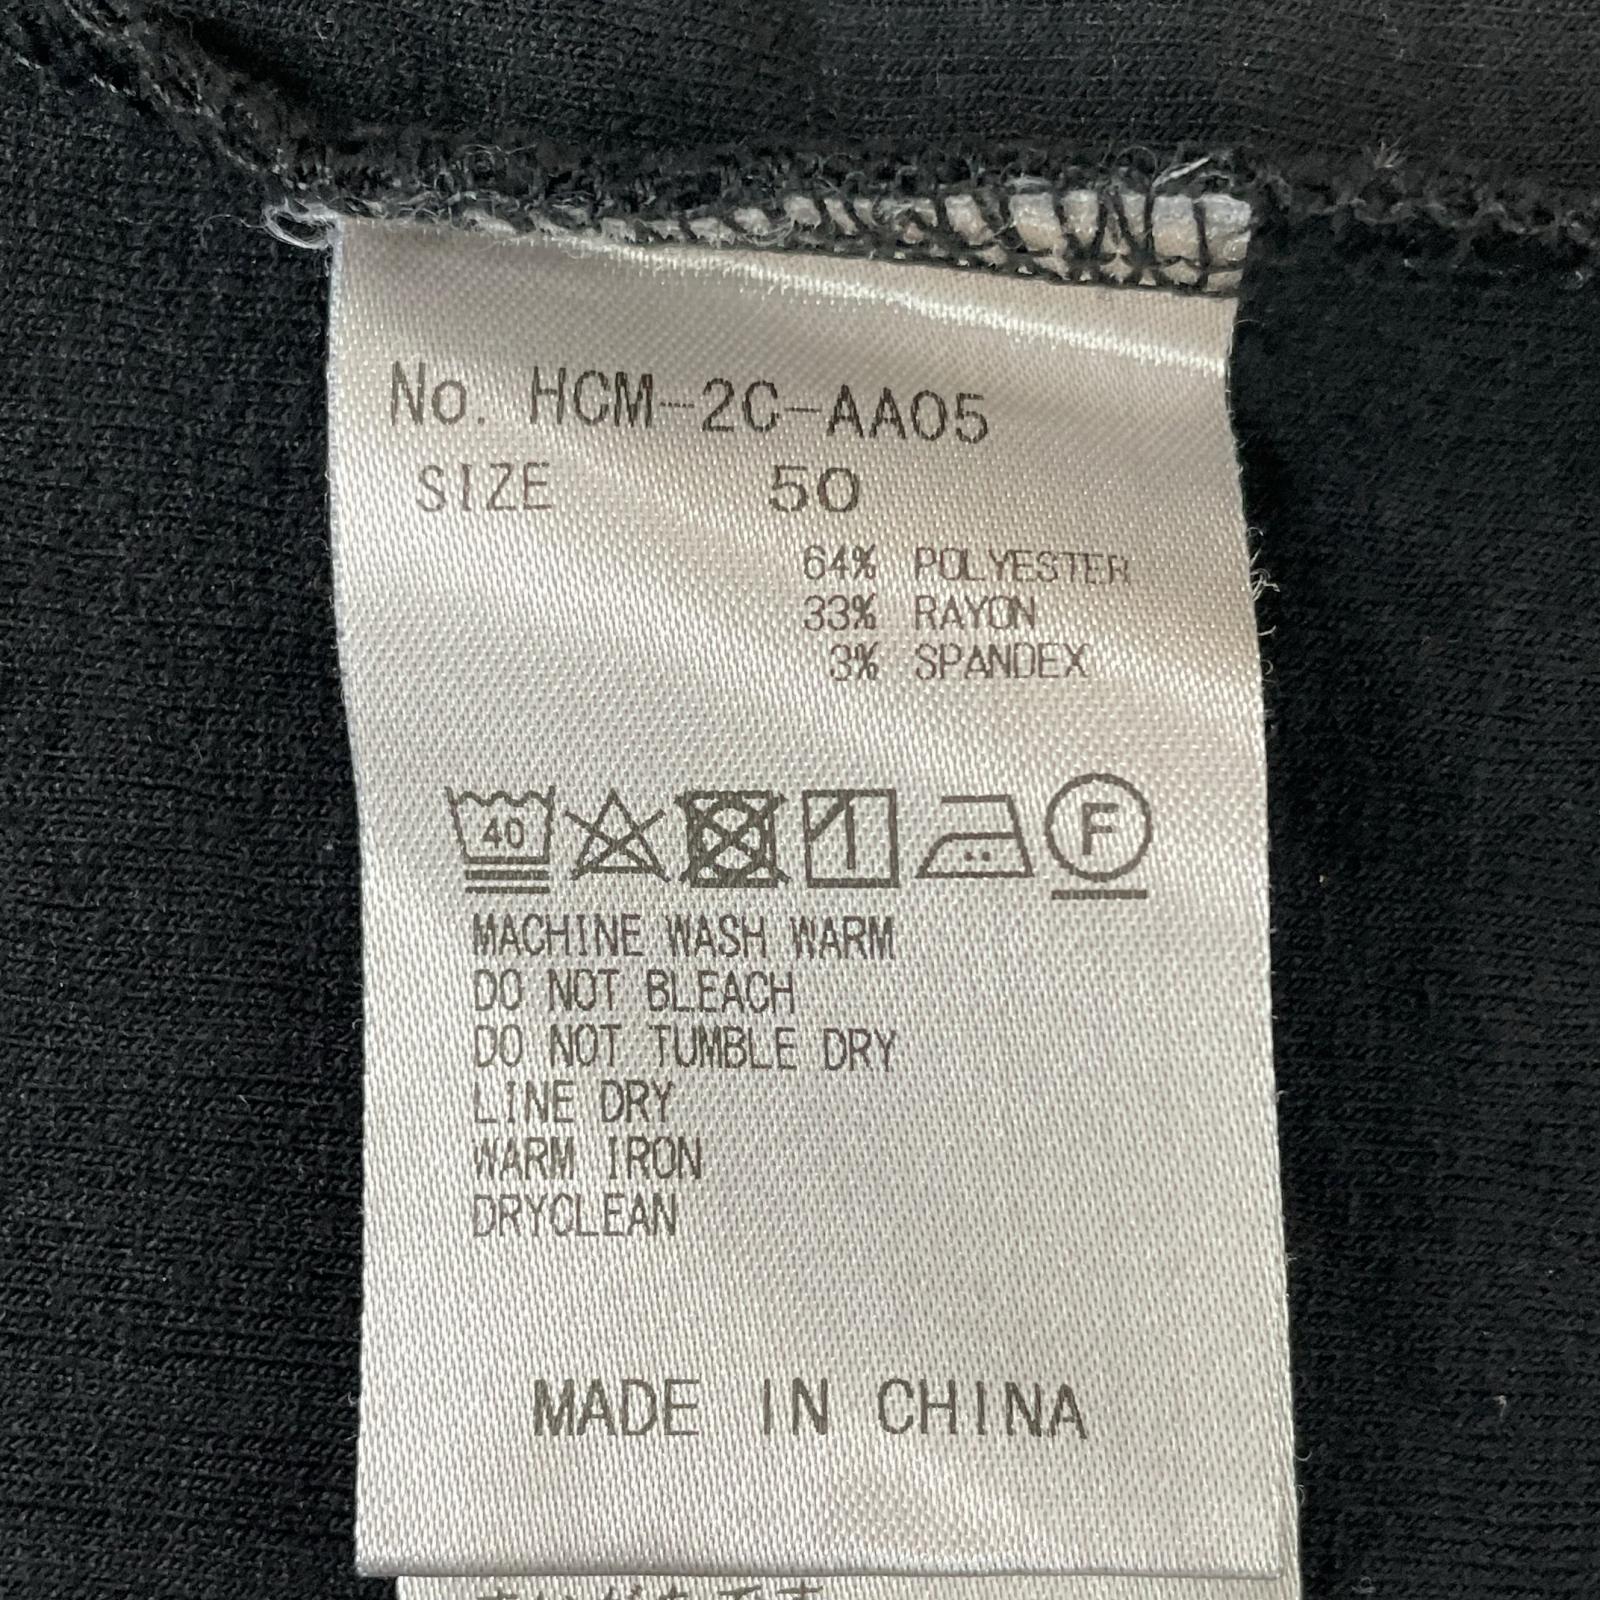 No. HCM-2C-AA05
SIZE 50
64% POLYESTER
33% RAYON
3% SPANDEX
40 F
MACHINE WASH WARM
DO NOT BLEACH
DO NOT TUMBLE DRY
LINE DRY
WARM IRON
DRYCLEAN
MADE IN CHINA